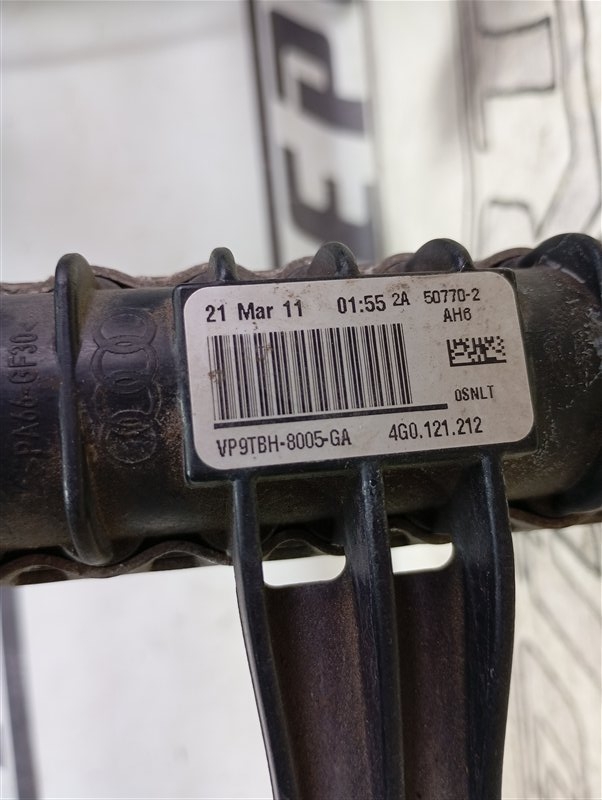 21 Mar 11 01:55 2A 50770-2
AH6
0SNLT
VP9TBH-8005-GA 4G0.121.212
>PA66-GF30<